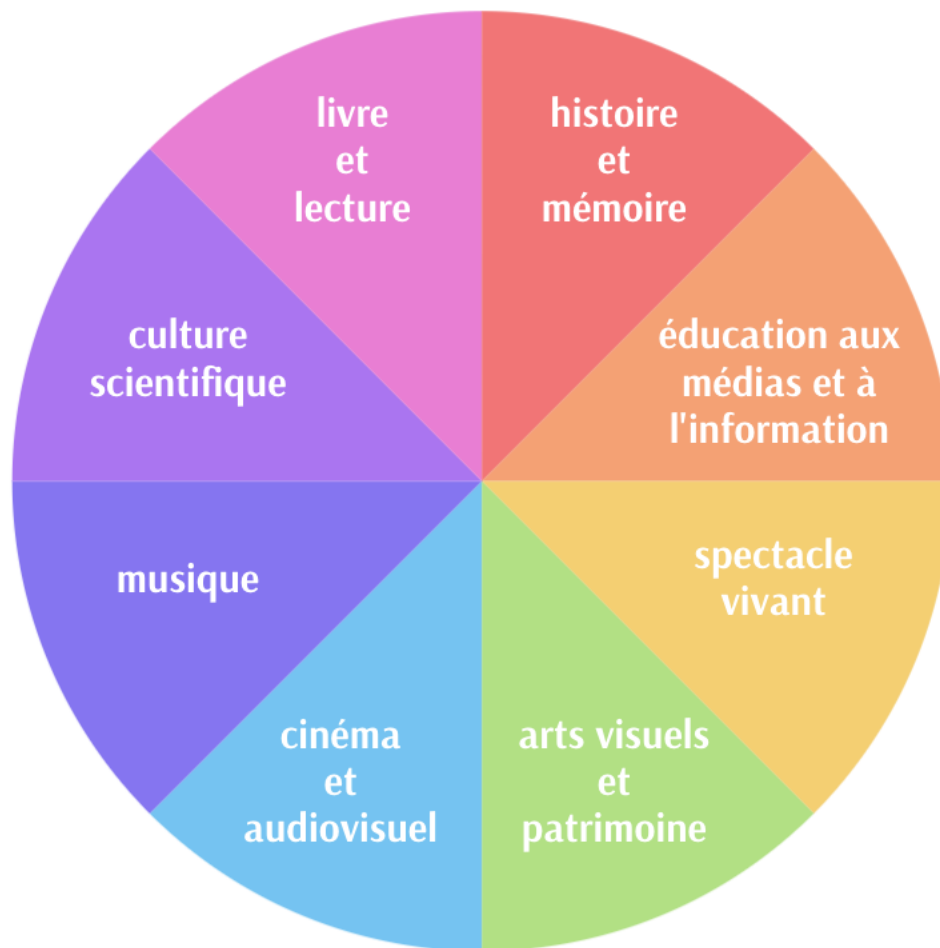 livre
et
lecture
histoire
et
mémoire
culture
scientifique
éducation aux
médias et à
l'information
musique
spectacle
vivant
cinéma
et
audiovisuel
arts visuels
et
patrimoine